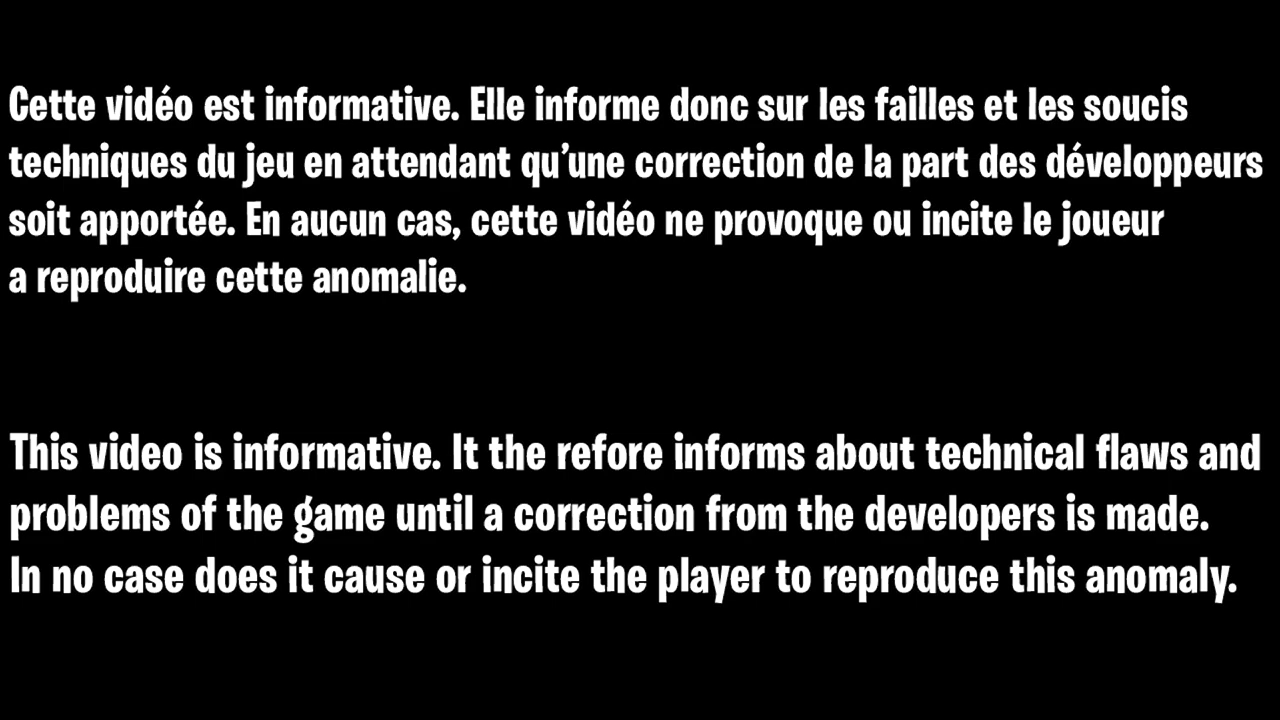 Cette vidéo est informative. Elle informe donc sur les failles et les soucis
techniques du jeu en attendant qu’une correction de la part des développeurs
soit apportée. En aucun cas, cette vidéo ne provoque ou incite le joueur
a reproduire cette anomalie.
This video is informative. It the refore informs about technical flaws and
problems of the game until a correction from the developers is made.
In no case does it cause or incite the player to reproduce this anomaly.